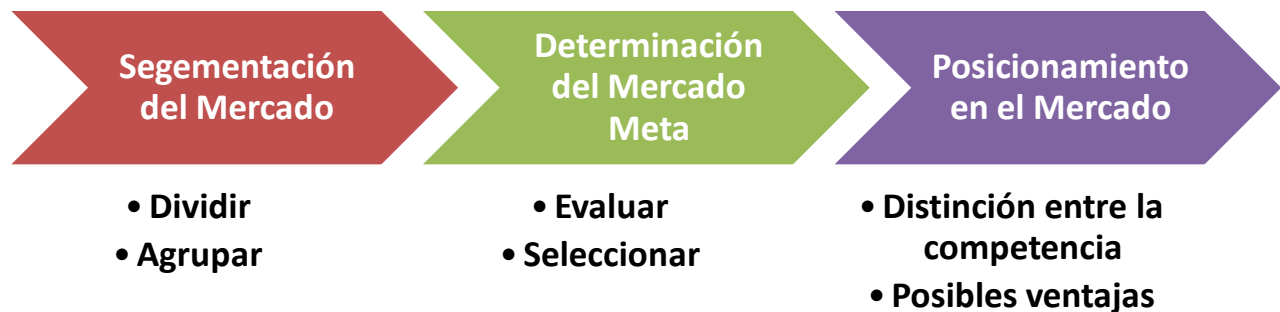 Segementación
del Mercado
• Dividir
• Agrupar
Determinación
del Mercado
Meta
• Evaluar
• Seleccionar
Posicionamiento
en el Mercado
• Distinción entre la
competencia
• Posibles ventajas